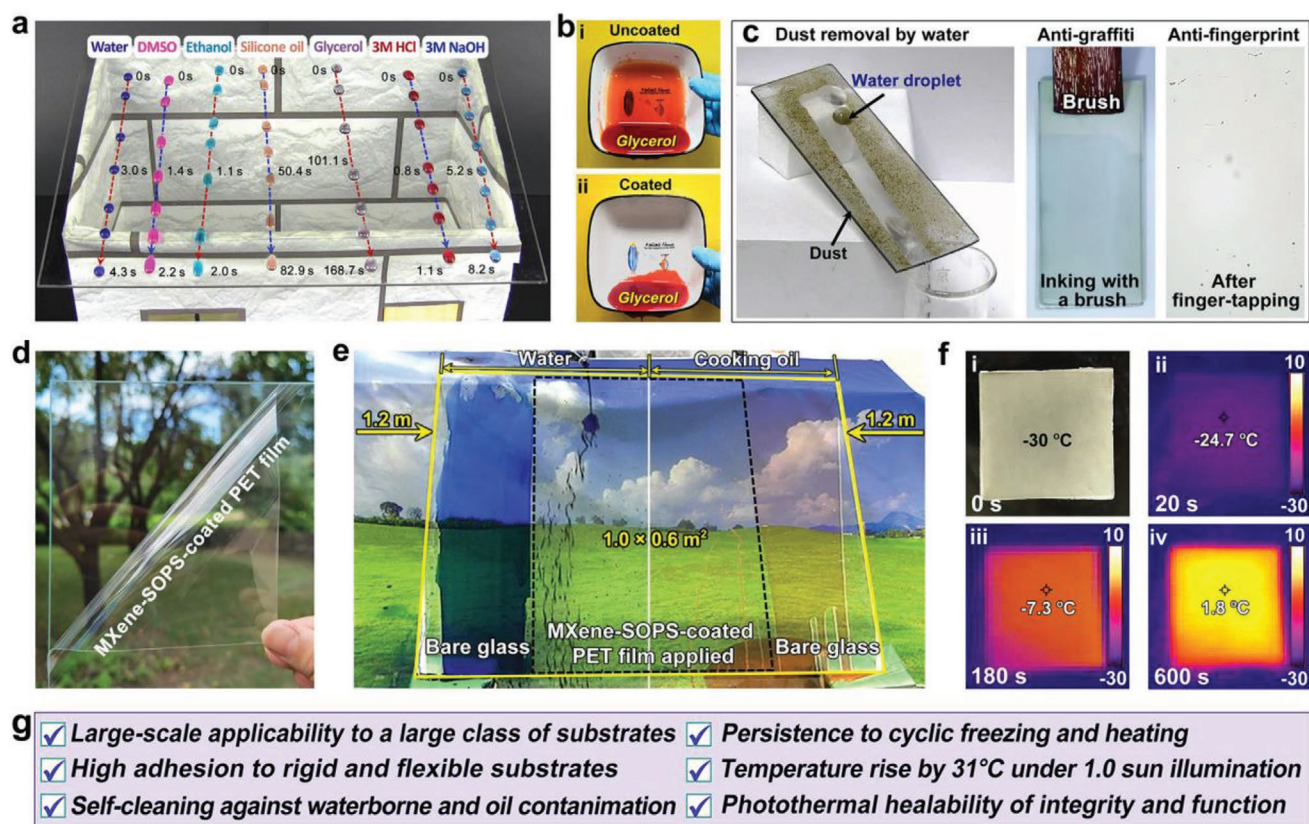 a
Water DMSO Ethanol Silicone oil Glycerol 3M HCl 3M NaOH
0s 0s 0s 0s 0s 0s 0s
3.0 s 1.4 s 1.1 s 50.4 s 101.1 s 0.8 s 5.2 s
4.3 s 2.2 s 2.0 s 82.9 s 168.7 s 1.1 s 8.2 s
b
i
Uncoated
Glycerol
ii
Coated
Glycerol
c
Dust removal by water
Water droplet
Dust
Anti-graffiti
Brush
Inking with
a brush
Anti-fingerprint
After
finger-tapping
d
MXene-SOPS-coated PET film
e
Water Cooking oil
1.2 m 1.2 m
1.0 × 0.6 m²
Bare glass
MXene-SOPS-coated
PET film applied
Bare glass
f
i
-30 °C
0 s
ii
10
-24.7 °C
20 s
-30
iii
10
-7.3 °C
180 s
-30
iv
10
1.8 °C
600 s
-30
g
Large-scale applicability to a large class of substrates
High adhesion to rigid and flexible substrates
Self-cleaning against waterborne and oil contanimation
Persistence to cyclic freezing and heating
Temperature rise by 31°C under 1.0 sun illumination
Photothermal healability of integrity and function